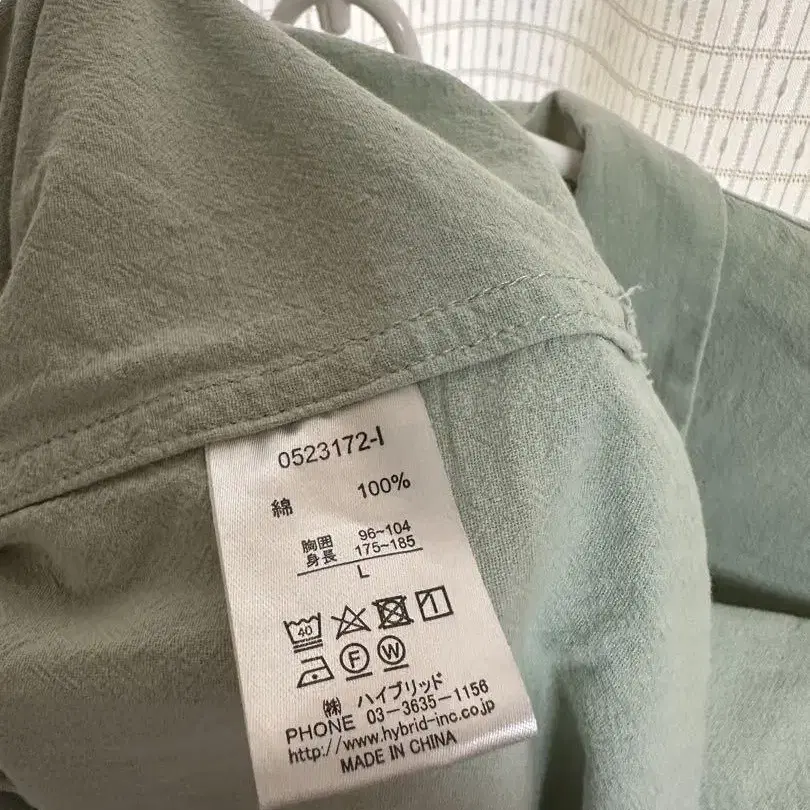 0523172-I
綿 100%
胸囲 96~104
身長 175~185
L
40
F W
㈱ ハイブリッド
PHONE 03-3635-1156
http://www.hybrid-inc.co.jp
MADE IN CHINA